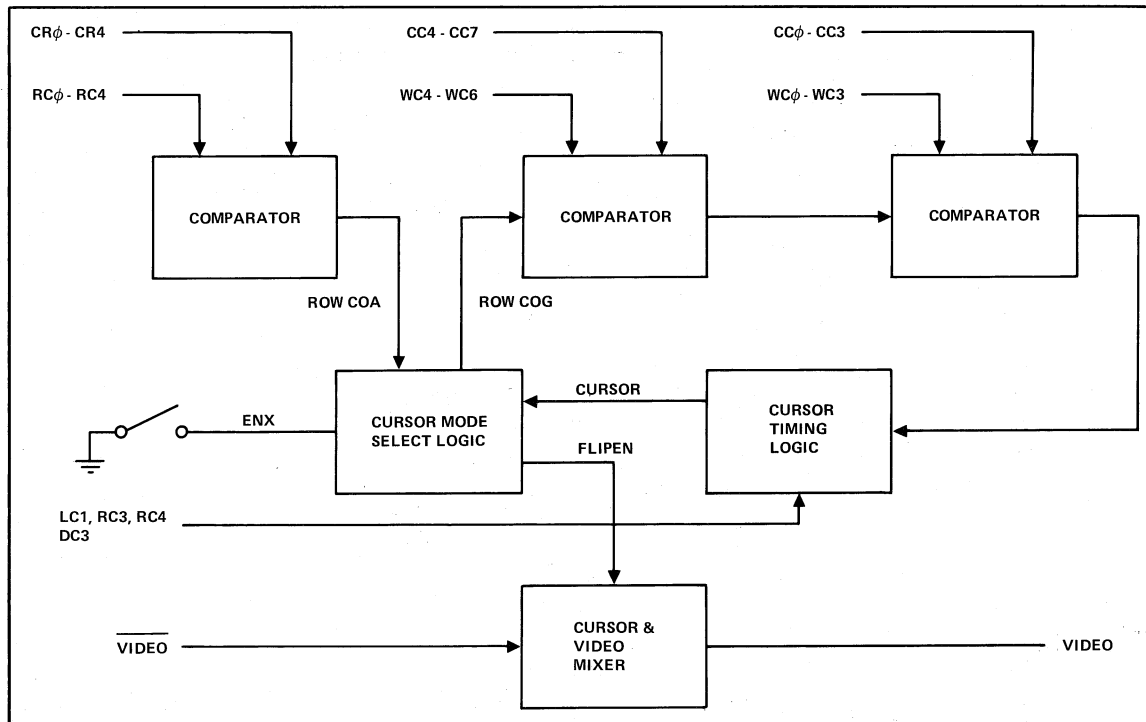 CRϕ - CR4
CC4 - CC7
CCϕ - CC3
RCϕ - RC4
WC4 - WC6
WCϕ - WC3
COMPARATOR
COMPARATOR
COMPARATOR
ROW COA
ROW COG
ENX
CURSOR MODE
SELECT LOGIC
CURSOR
FLIPEN
CURSOR
TIMING
LOGIC
LC1, RC3, RC4
DC3
VIDEO
CURSOR &
VIDEO
MIXER
VIDEO